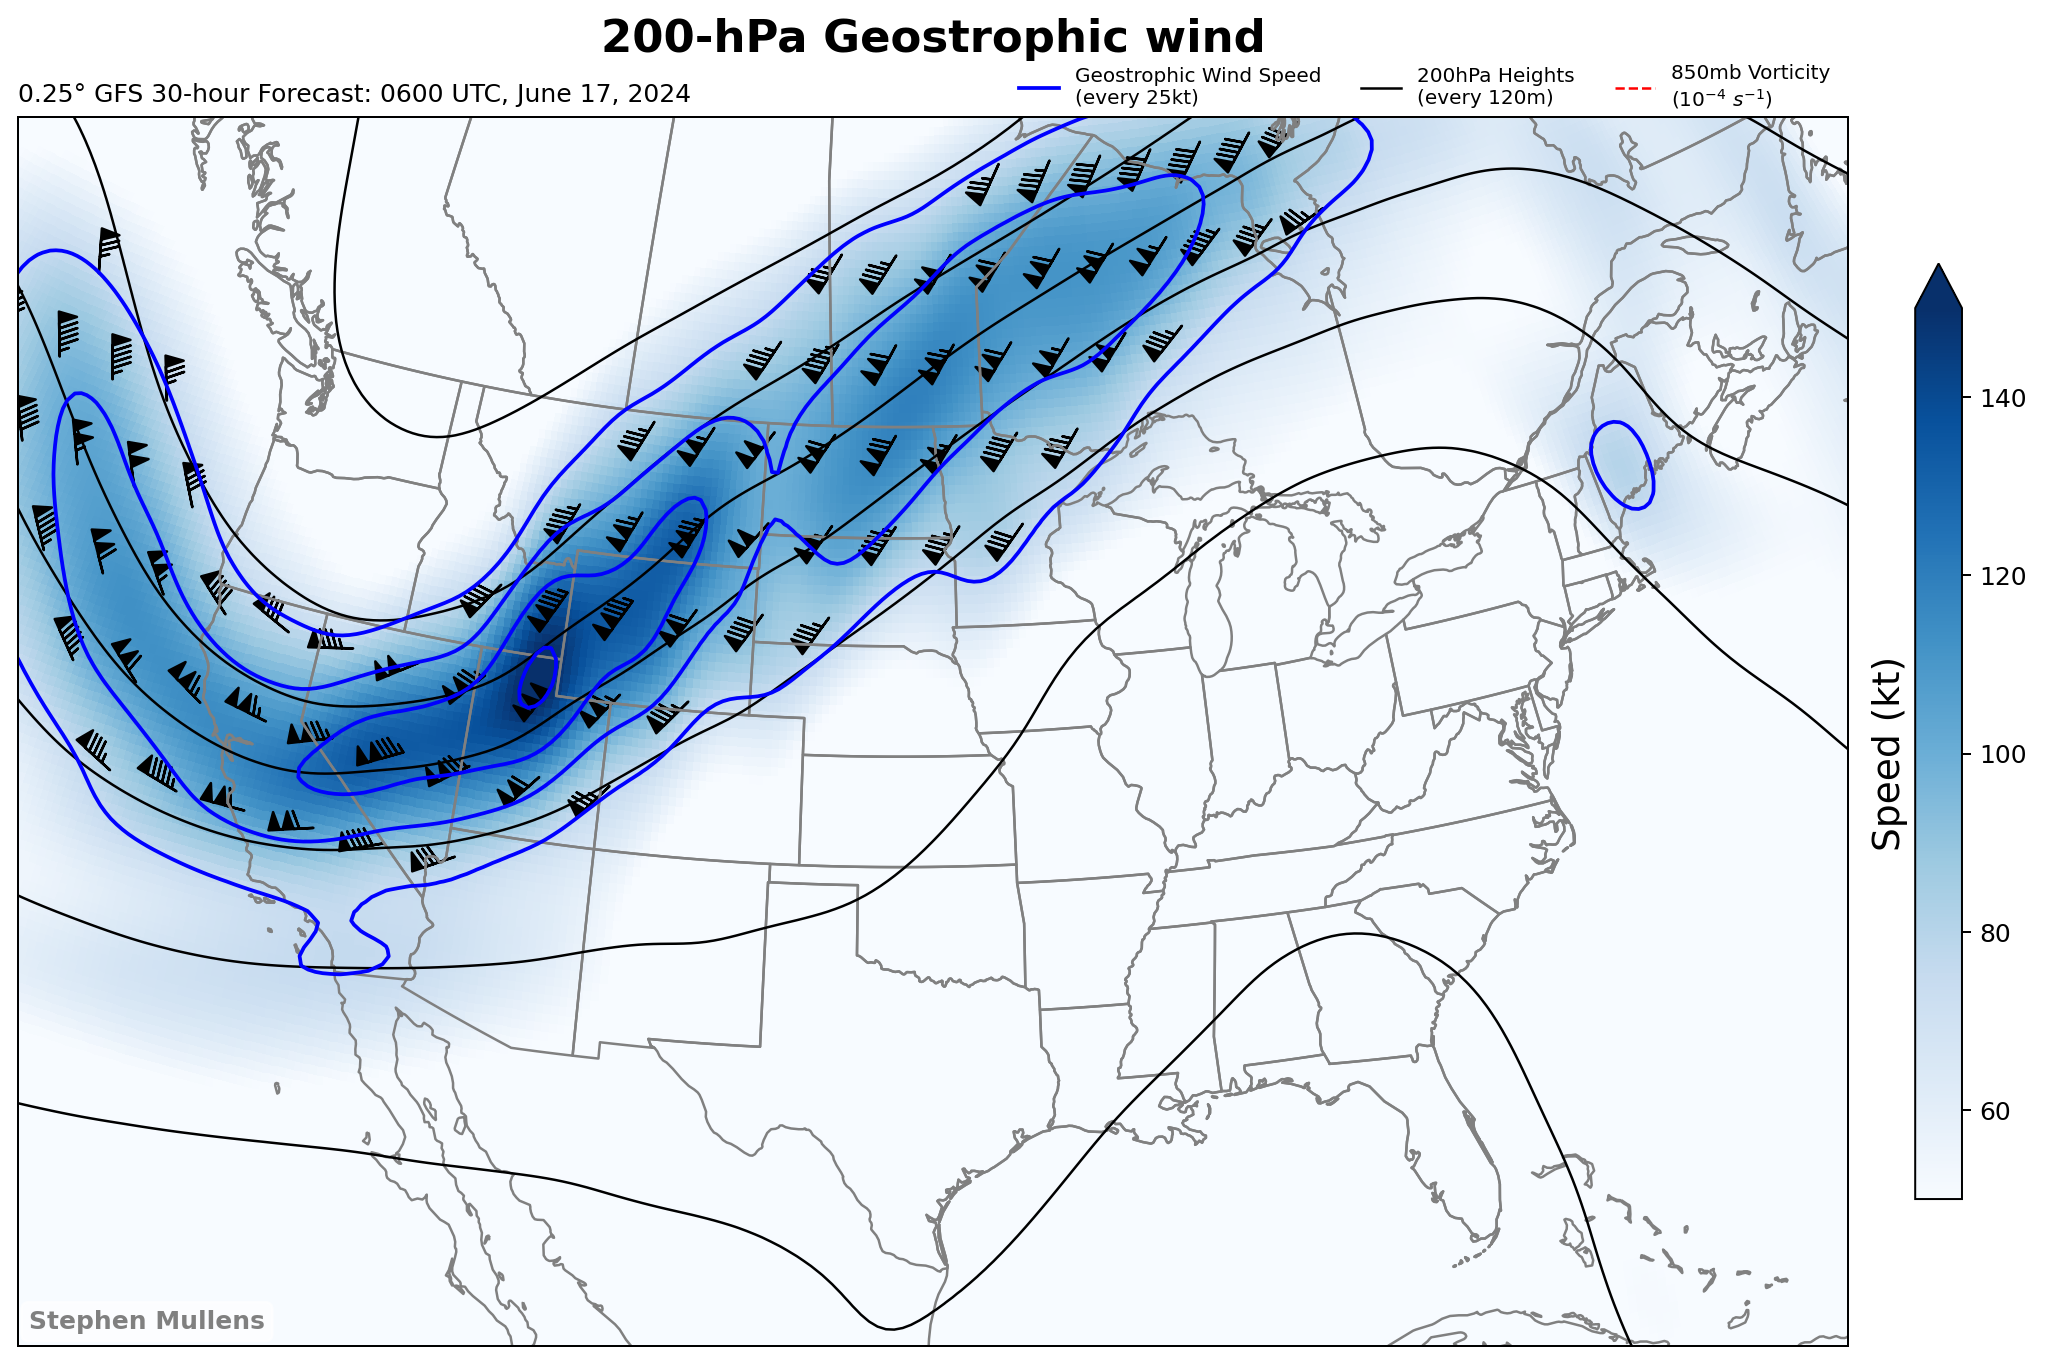 200-hPa Geostrophic wind
0.25° GFS 30-hour Forecast: 0600 UTC, June 17, 2024
Geostrophic Wind Speed
(every 25kt)
200hPa Heights
(every 120m)
850mb Vorticity
(10⁻⁴ s⁻¹)
140
120
100
80
60
Speed (kt)
Stephen Mullens